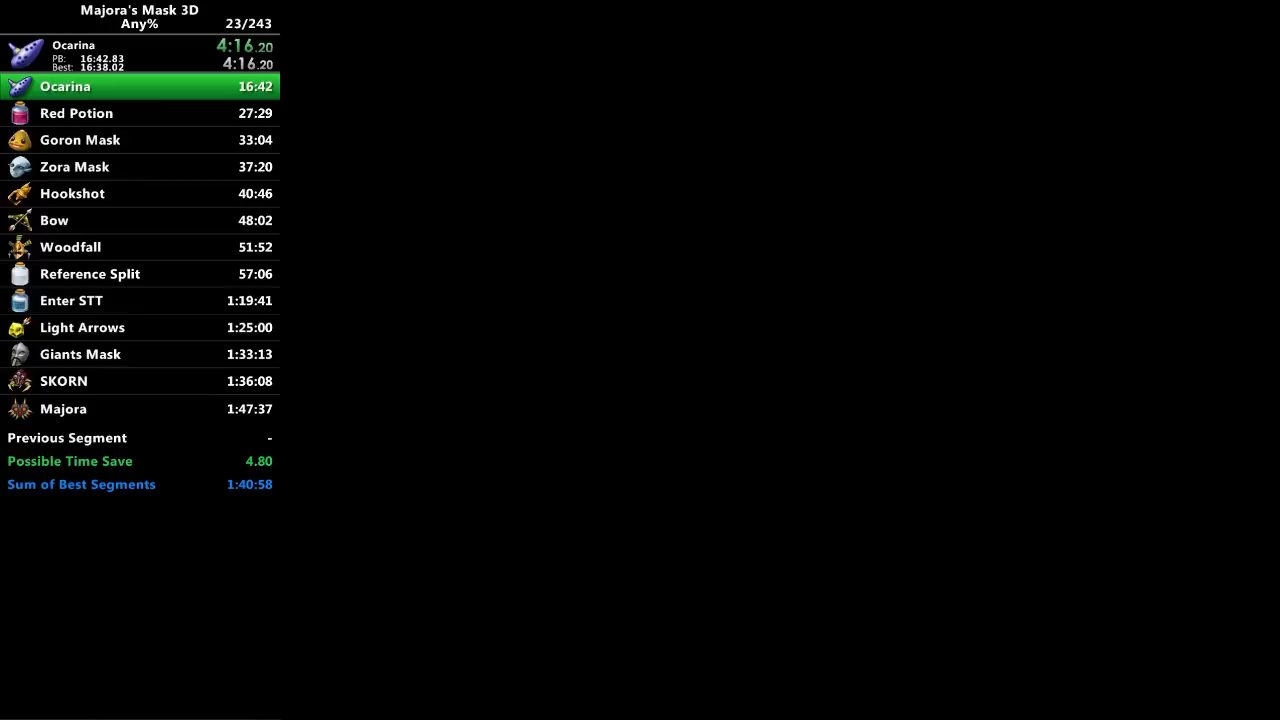 Majora's Mask 3D
Any% 23/243
Ocarina 4:16.20
PB: 16:42.83
Best: 16:38.02 4:16.20
Ocarina 16:42
Red Potion 27:29
Goron Mask 33:04
Zora Mask 37:20
Hookshot 40:46
Bow 48:02
Woodfall 51:52
Reference Split 57:06
Enter STT 1:19:41
Light Arrows 1:25:00
Giants Mask 1:33:13
SKORN 1:36:08
Majora 1:47:37
Previous Segment -
Possible Time Save 4.80
Sum of Best Segments 1:40:58